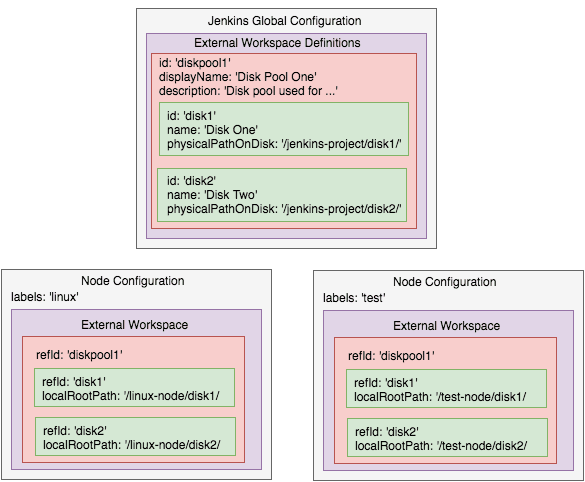 Jenkins Global Configuration
External Workspace Definitions
id: 'diskpool1'
displayName: 'Disk Pool One'
description: 'Disk pool used for ...'
id: 'disk1'
name: 'Disk One'
physicalPathOnDisk: '/jenkins-project/disk1/'
id: 'disk2'
name: 'Disk Two'
physicalPathOnDisk: '/jenkins-project/disk2/'
Node Configuration
labels: 'linux'
External Workspace
refId: 'diskpool1'
refId: 'disk1'
localRootPath: '/linux-node/disk1/
refId: 'disk2'
localRootPath: '/linux-node/disk2/
Node Configuration
labels: 'test'
External Workspace
refId: 'diskpool1'
refId: 'disk1'
localRootPath: '/test-node/disk1/
refId: 'disk2'
localRootPath: '/test-node/disk2/